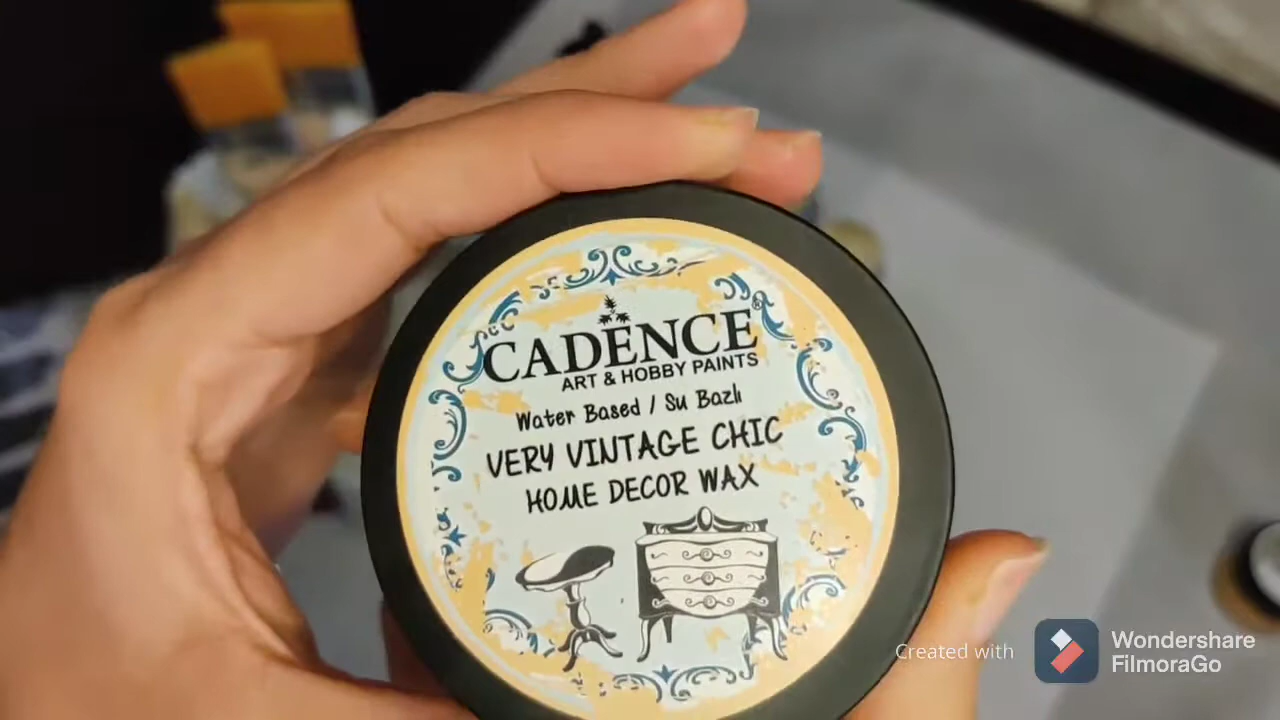 CADENCE®
ART & HOBBY PAINTS
Water Based / Su Bazlı
VERY VINTAGE CHIC
HOME DECOR WAX
Created with
Wondershare
FilmoraGo